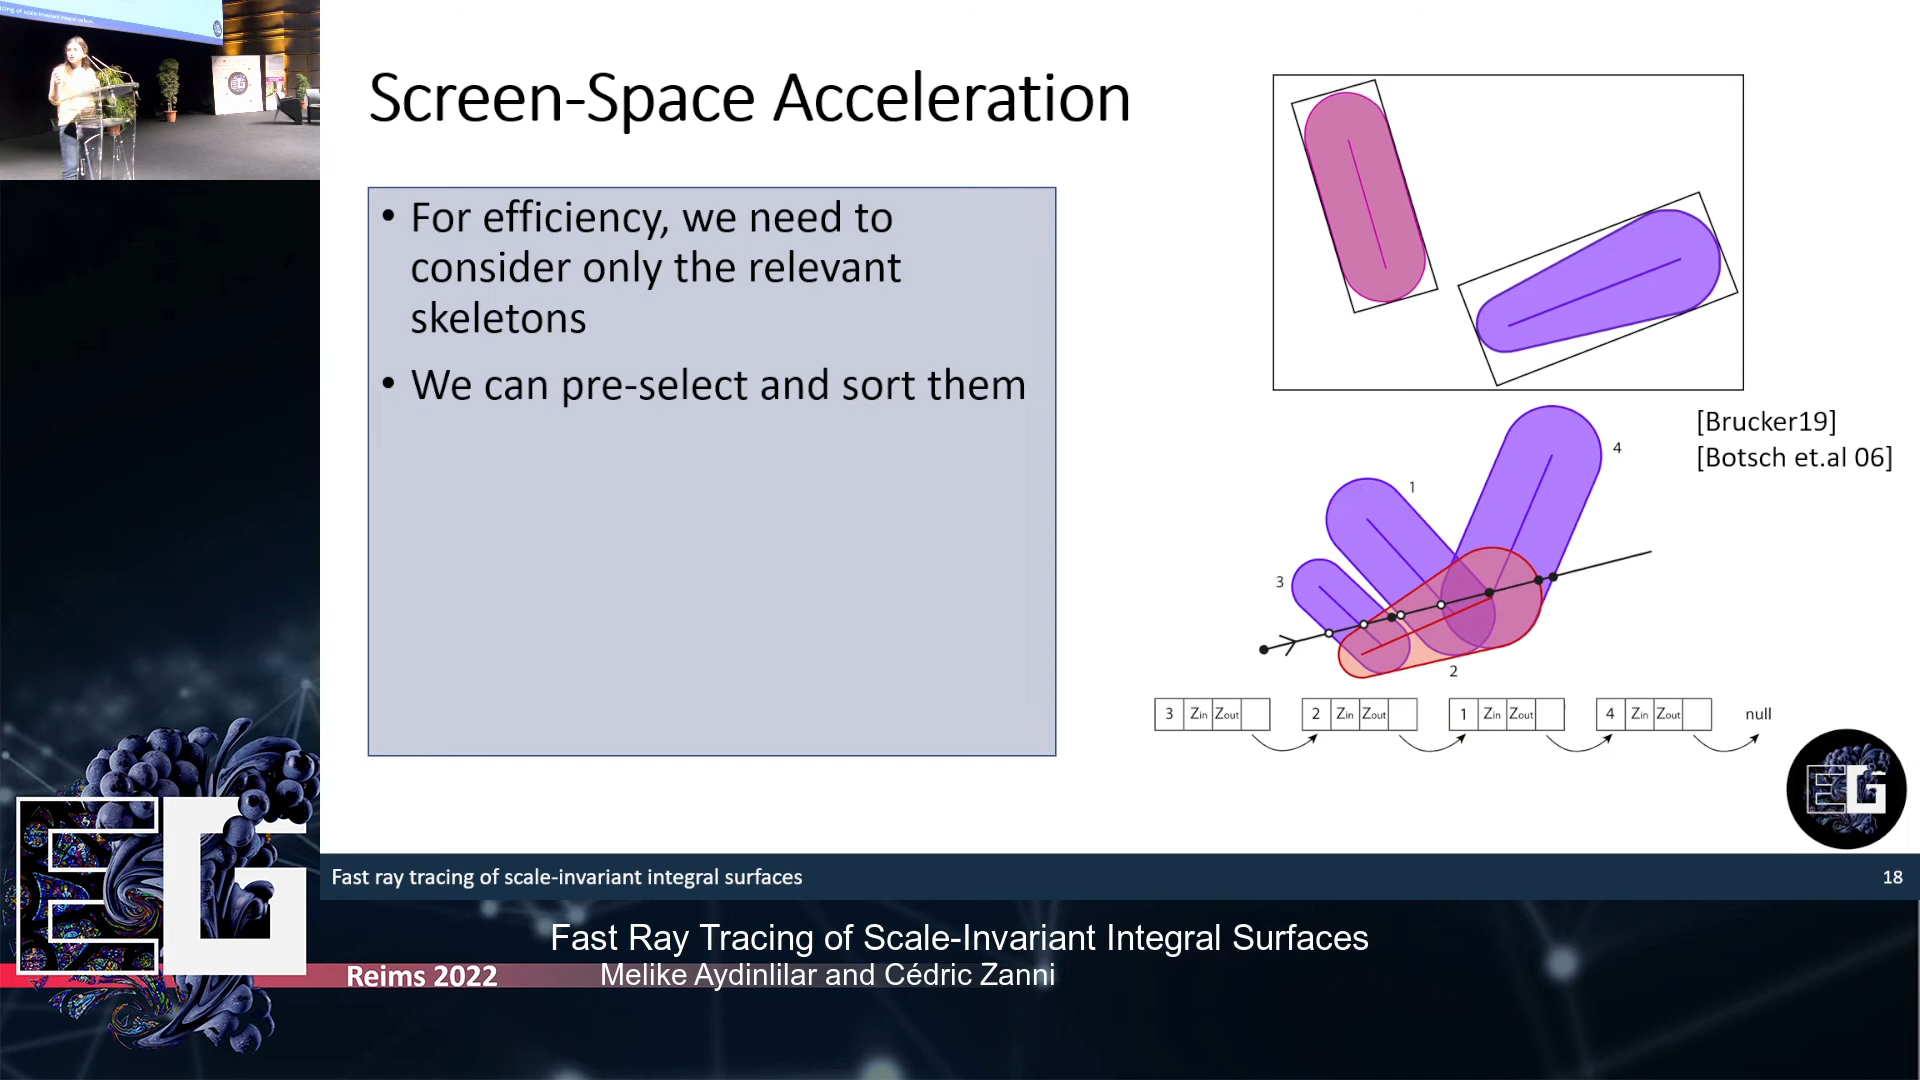 Screen-Space Acceleration
• For efficiency, we need to
consider only the relevant
skeletons
• We can pre-select and sort them
[Brucker19]
[Botsch et.al 06]
4
1
3
2
3 Zin Zout
2 Zin Zout
1 Zin Zout
4 Zin Zout
null
EG
Fast ray tracing of scale-invariant integral surfaces
18
EG
Fast Ray Tracing of Scale-Invariant Integral Surfaces
Reims 2022
Melike Aydinlilar and Cédric Zanni